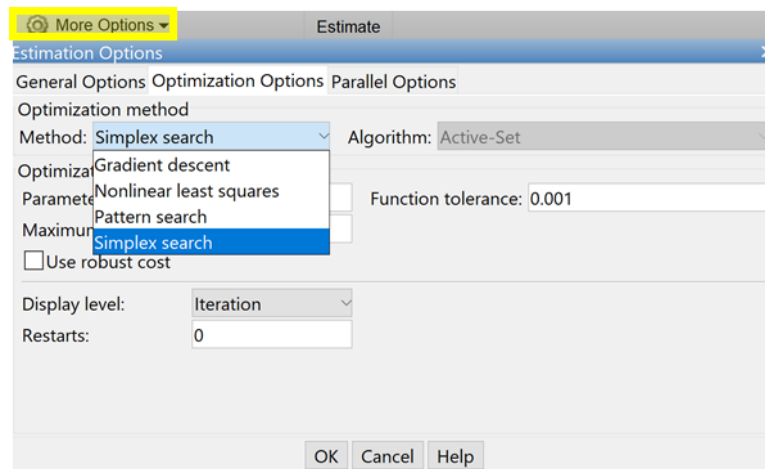 More Options Estimate
Estimation Options
General Options Optimization Options Parallel Options
Optimization method
Method: Simplex search Algorithm: Active-Set
Gradient descent
Nonlinear least squares
Pattern search
Simplex search
Function tolerance: 0.001
Use robust cost
Display level: Iteration
Restarts: 0
OK Cancel Help